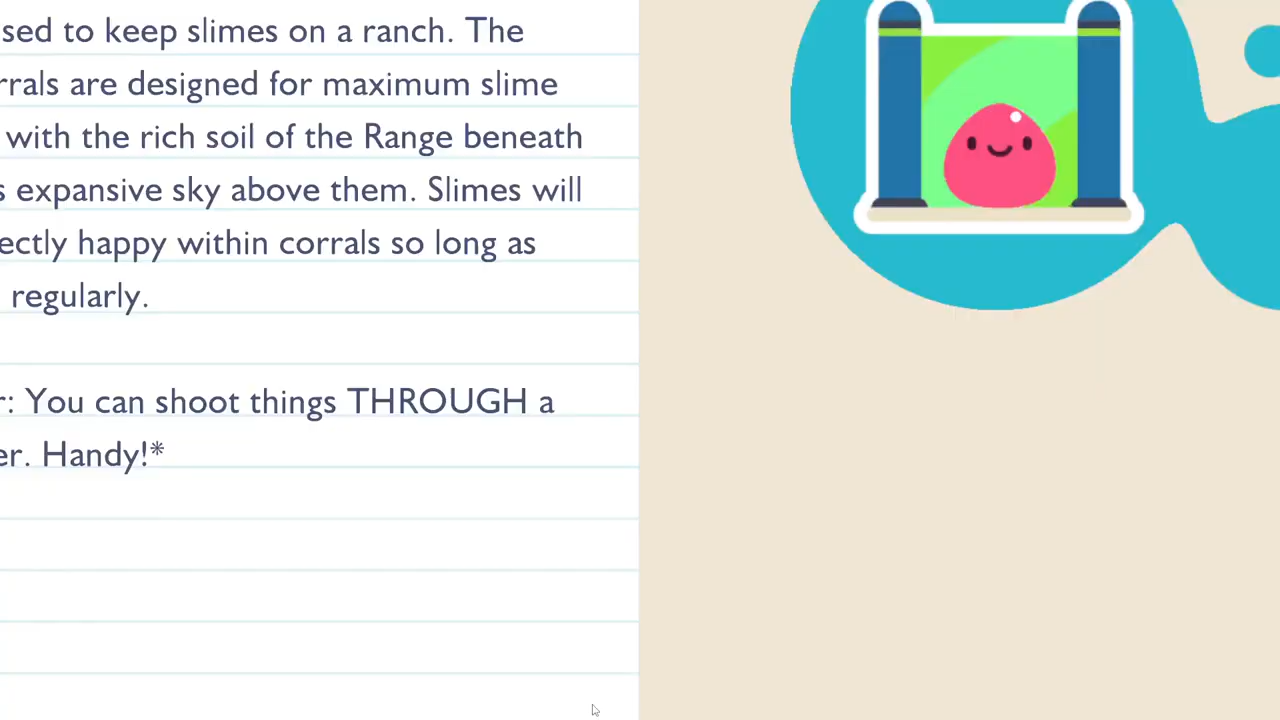 sed to keep slimes on a ranch. The
rrals are designed for maximum slime
with the rich soil of the Range beneath
s expansive sky above them. Slimes will
ectly happy within corrals so long as
regularly.
r: You can shoot things THROUGH a
er. Handy!*